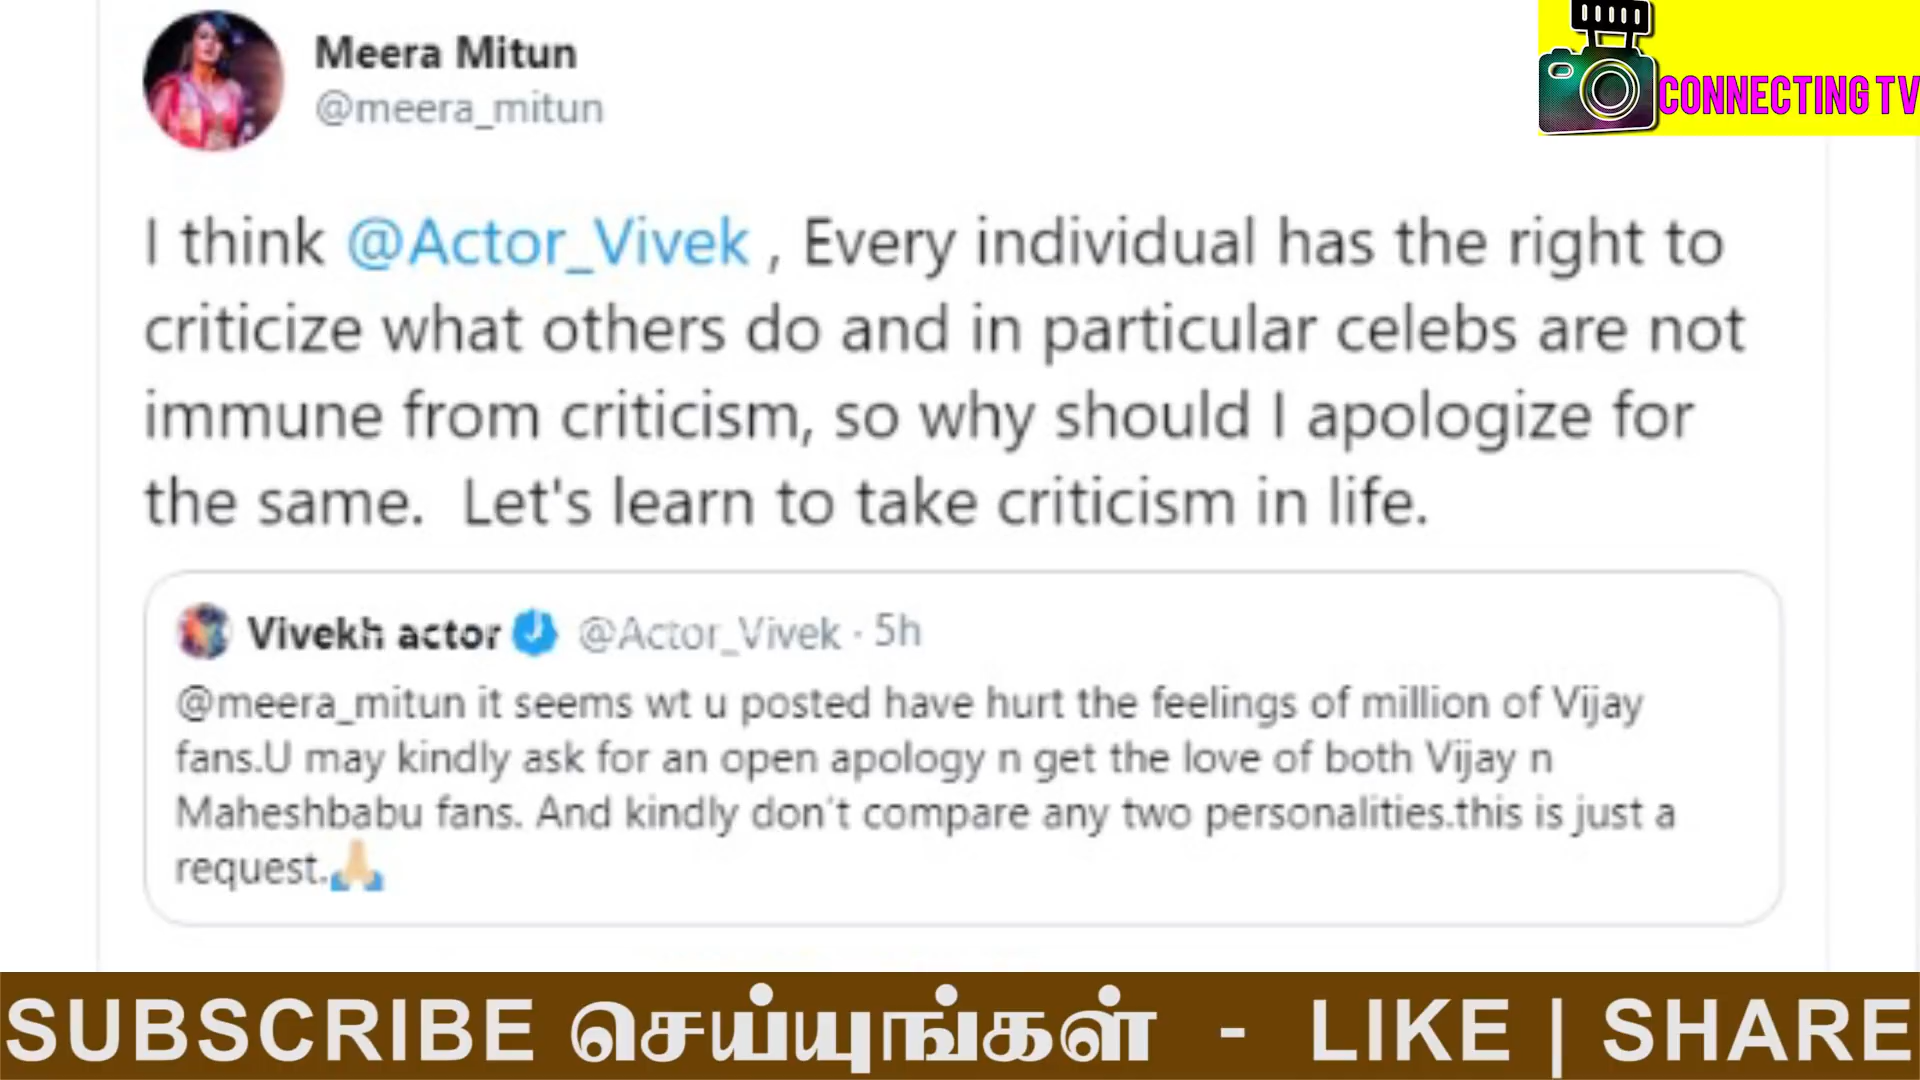 Meera Mitun
@meera_mitun
CONNECTING TV
I think @Actor_Vivek , Every individual has the right to
criticize what others do and in particular celebs are not
immune from criticism, so why should I apologize for
the same. Let's learn to take criticism in life.
Vivekh actor @Actor_Vivek · 5h
@meera_mitun it seems wt u posted have hurt the feelings of million of Vijay
fans.U may kindly ask for an open apology n get the love of both Vijay n
Maheshbabu fans. And kindly don't compare any two personalities.this is just a
request.🙏🏼
SUBSCRIBE செய்யுங்கள் - LIKE | SHARE